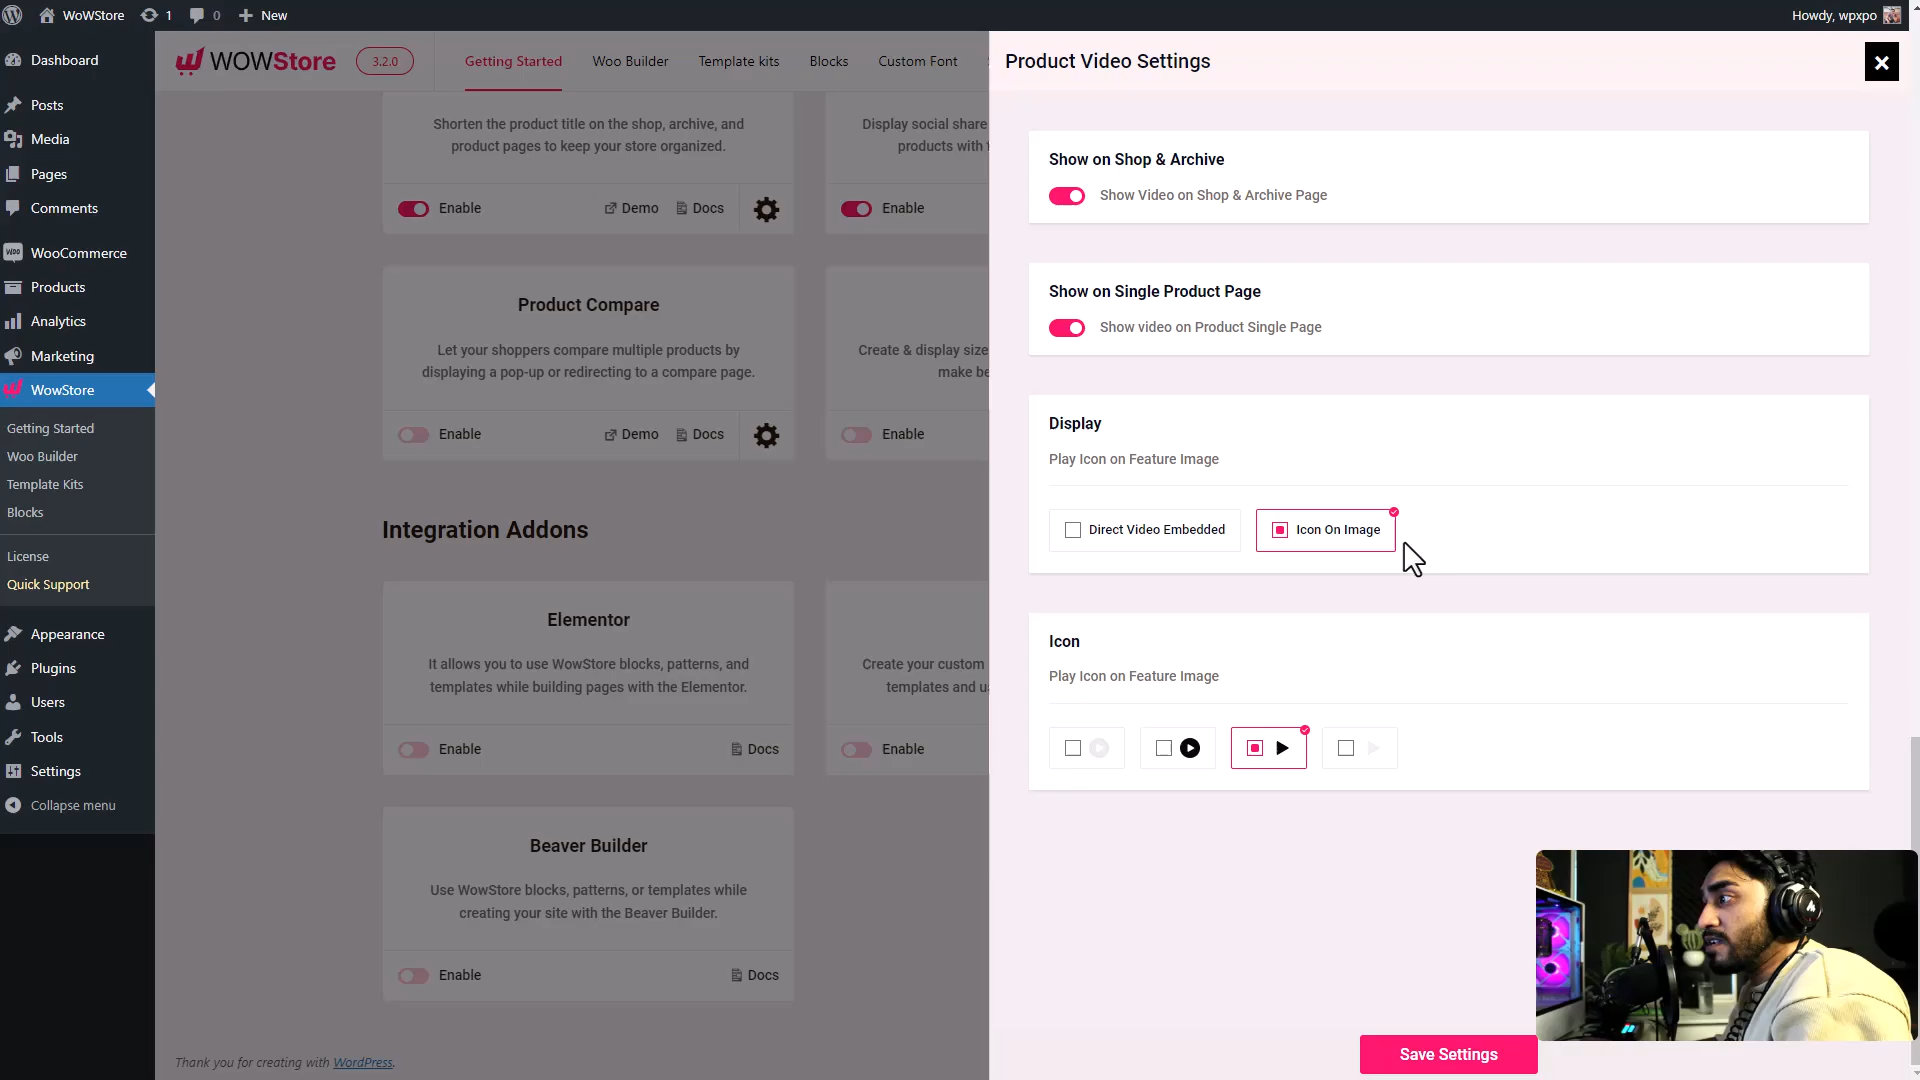 WoWStore
1
0
New
Howdy, wpxpo
Dashboard
Posts
Media
Pages
Comments
WooCommerce
Products
Analytics
Marketing
WowStore
Getting Started
Woo Builder
Template Kits
Blocks
License
Quick Support
Appearance
Plugins
Users
Tools
Settings
Collapse menu
WOWStore
3.2.0
Getting Started
Woo Builder
Template kits
Blocks
Custom Font
Shorten the product title on the shop, archive, and
product pages to keep your store organized.
Enable
Demo
Docs
Display social share
products with
Enable
Product Compare
Let your shoppers compare multiple products by
displaying a pop-up or redirecting to a compare page.
Enable
Demo
Docs
Create & display size
make be
Enable
Integration Addons
Elementor
It allows you to use WowStore blocks, patterns, and
templates while building pages with the Elementor.
Enable
Docs
Create your custom
templates and u
Enable
Beaver Builder
Use WowStore blocks, patterns, or templates while
creating your site with the Beaver Builder.
Enable
Docs
Thank you for creating with WordPress.
Product Video Settings
Show on Shop & Archive
Show Video on Shop & Archive Page
Show on Single Product Page
Show video on Product Single Page
Display
Play Icon on Feature Image
Direct Video Embedded
Icon On Image
Icon
Play Icon on Feature Image
Save Settings